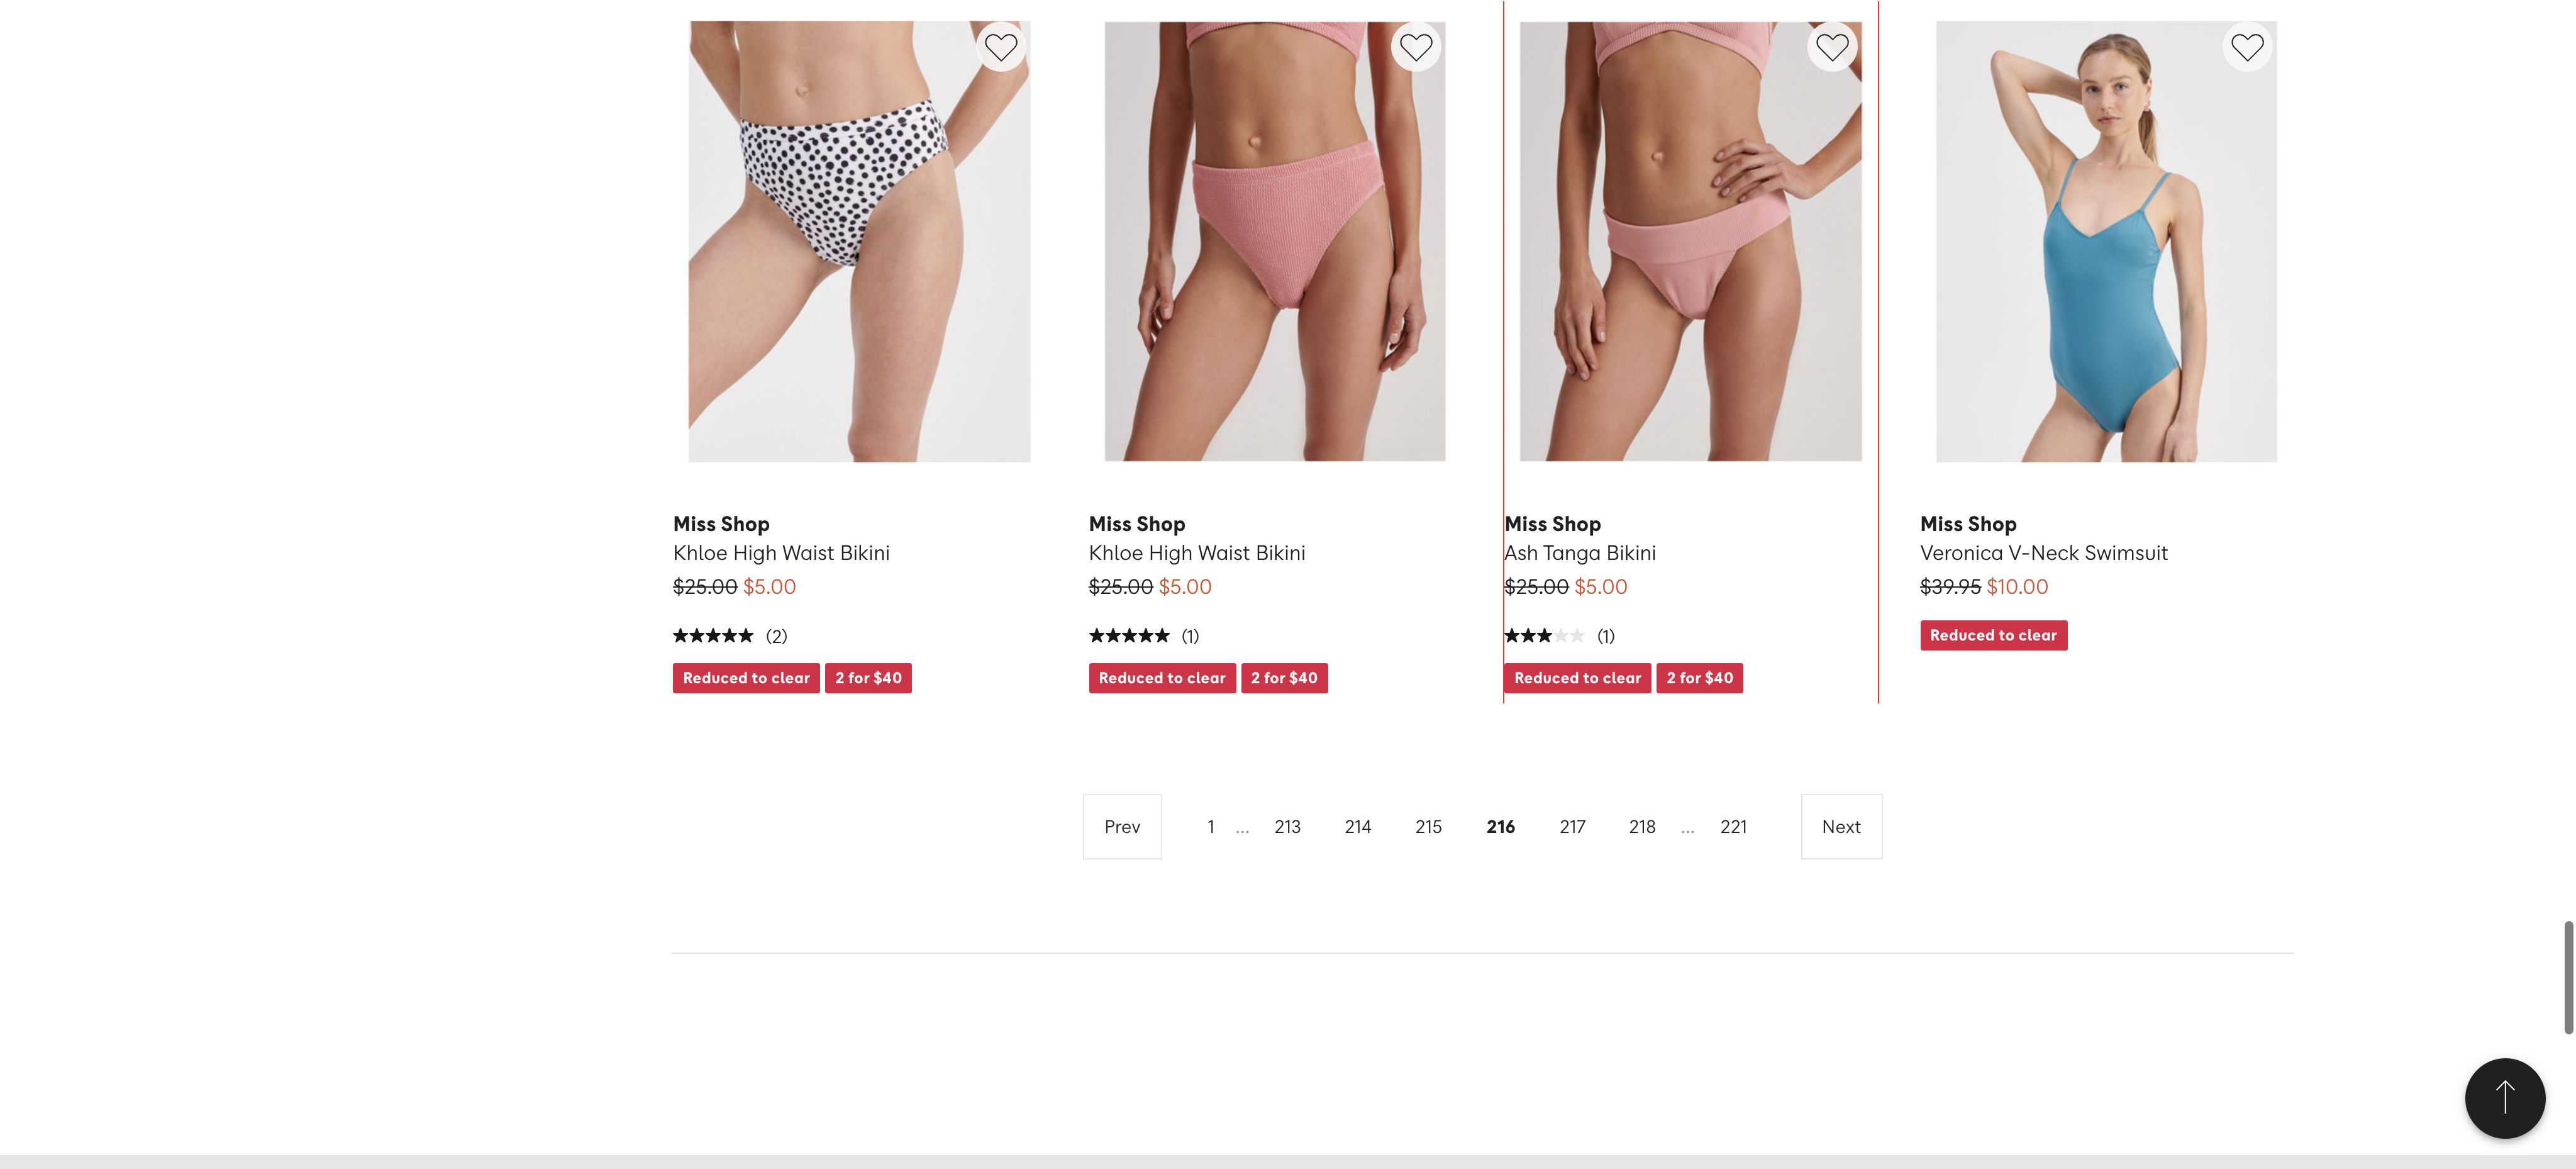 Miss Shop
Khloe High Waist Bikini
$25.00 $5.00
(2)
Reduced to clear 2 for $40
Miss Shop
Khloe High Waist Bikini
$25.00 $5.00
(1)
Reduced to clear 2 for $40
Miss Shop
Ash Tanga Bikini
$25.00 $5.00
(1)
Reduced to clear 2 for $40
Miss Shop
Veronica V-Neck Swimsuit
$39.95 $10.00
Reduced to clear
Prev 1 ... 213 214 215 216 217 218 ... 221 Next